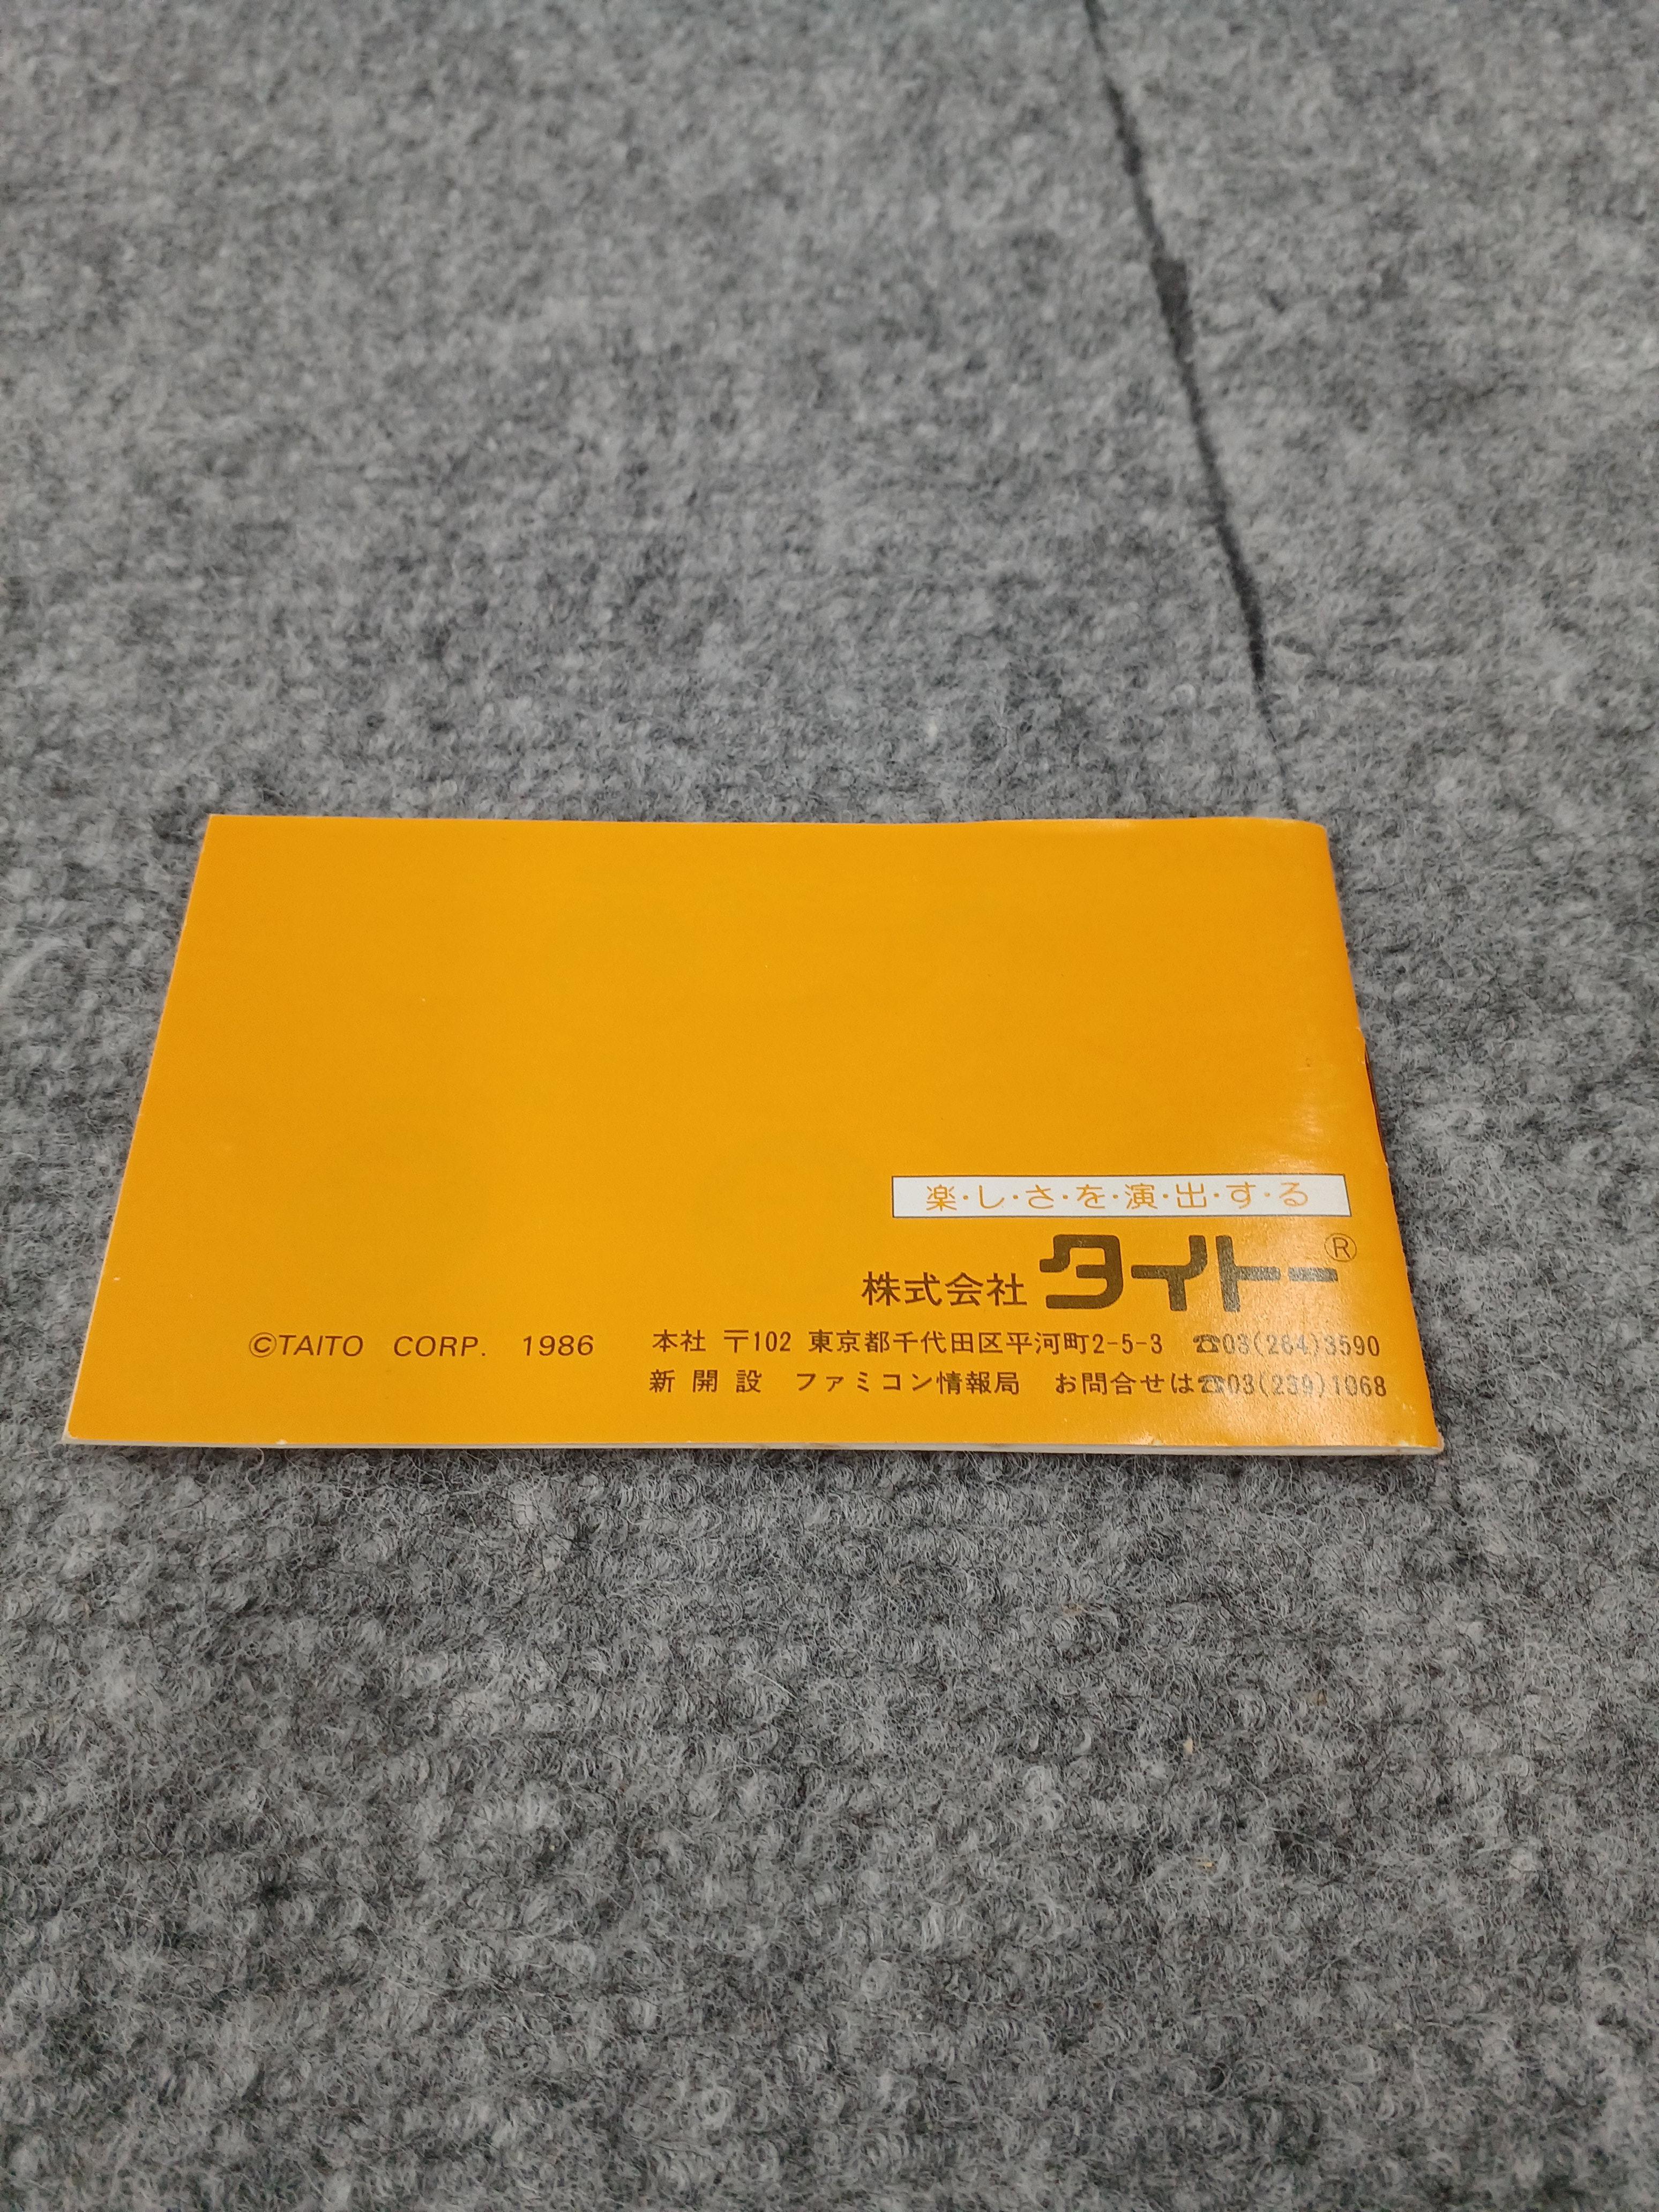 楽・し・さ・を・演・出・す・る
株式会社 タイトー®
©TAITO CORP. 1986 本社 〒102 東京都千代田区平河町2-5-3 ☎03(264)3590
新開設 ファミコン情報局 お問合せは☎03(239)1068